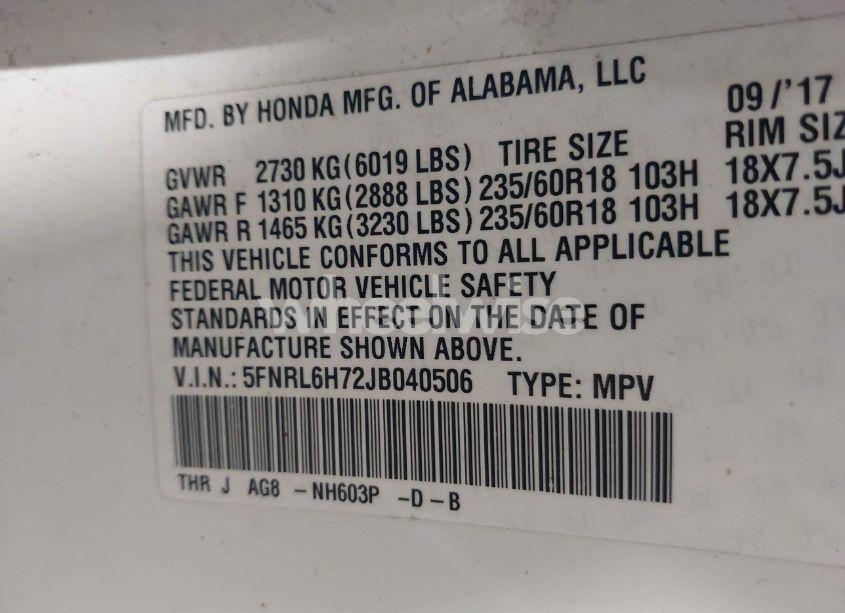 MFD. BY HONDA MFG. OF ALABAMA, LLC 09/'17
GVWR 2730 KG(6019 LBS) TIRE SIZE RIM SIZ
GAWR F 1310 KG(2888 LBS) 235/60R18 103H 18X7.5J
GAWR R 1465 KG(3230 LBS) 235/60R18 103H 18X7.5J
THIS VEHICLE CONFORMS TO ALL APPLICABLE
FEDERAL MOTOR VEHICLE SAFETY
wheelwise
STANDARDS IN EFFECT ON THE DATE OF
MANUFACTURE SHOWN ABOVE.
V.I.N.: 5FNRL6H72JB040506 TYPE: MPV
THR J AG8 -NH603P -D-B